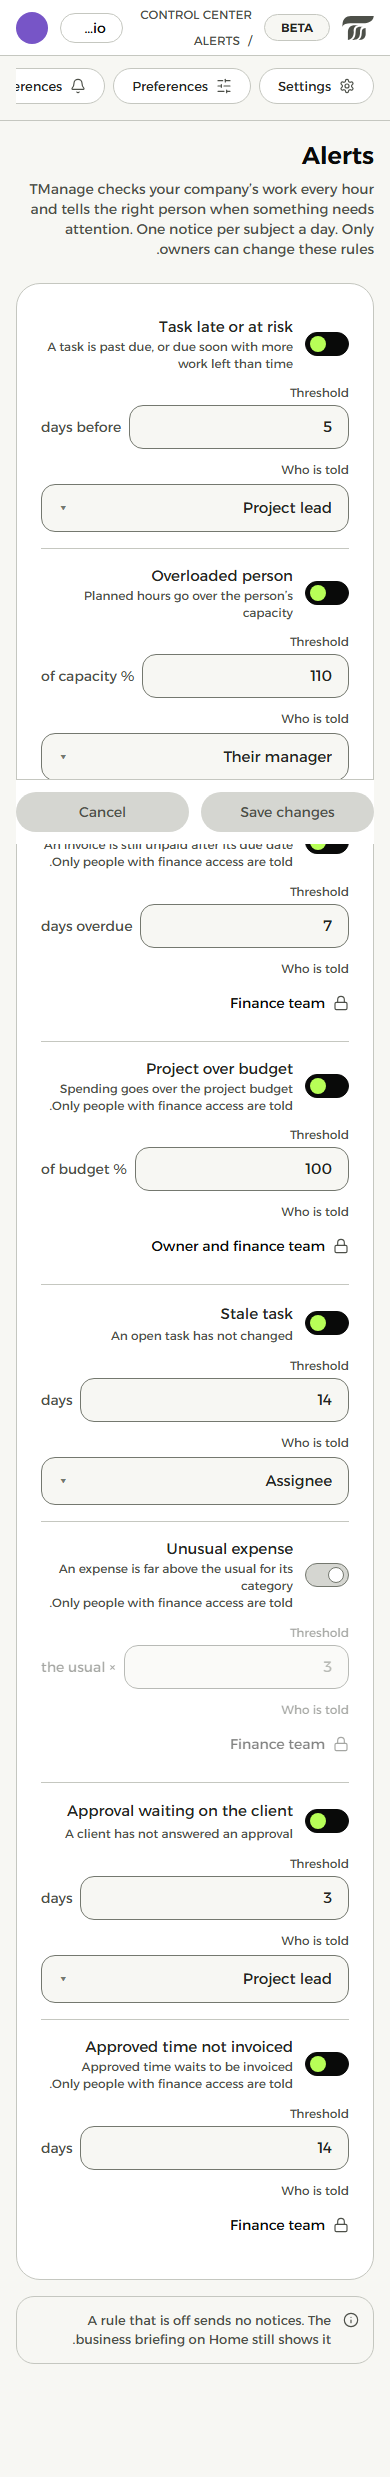 CONTROL CENTER
ALERTS /
BETA
...io
Settings
Preferences
erences
Alerts
TManage checks your company's work every hour
and tells the right person when something needs
attention. One notice per subject a day. Only
.owners can change these rules
Task late or at risk
A task is past due, or due soon with more
work left than time
Threshold
5
days before
Who is told
Project lead
Overloaded person
Planned hours go over the person's
capacity
Threshold
110
of capacity %
Who is told
Their manager
Save changes
Cancel
An invoice is still unpaid after its due date
.Only people with finance access are told
Threshold
7
days overdue
Who is told
Finance team
Project over budget
Spending goes over the project budget
.Only people with finance access are told
Threshold
100
of budget %
Who is told
Owner and finance team
Stale task
An open task has not changed
Threshold
14
days
Who is told
Assignee
Unusual expense
An expense is far above the usual for its
category
.Only people with finance access are told
Threshold
3
the usual ×
Who is told
Finance team
Approval waiting on the client
A client has not answered an approval
Threshold
3
days
Who is told
Project lead
Approved time not invoiced
Approved time waits to be invoiced
.Only people with finance access are told
Threshold
14
days
Who is told
Finance team
A rule that is off sends no notices. The
.business briefing on Home still shows it